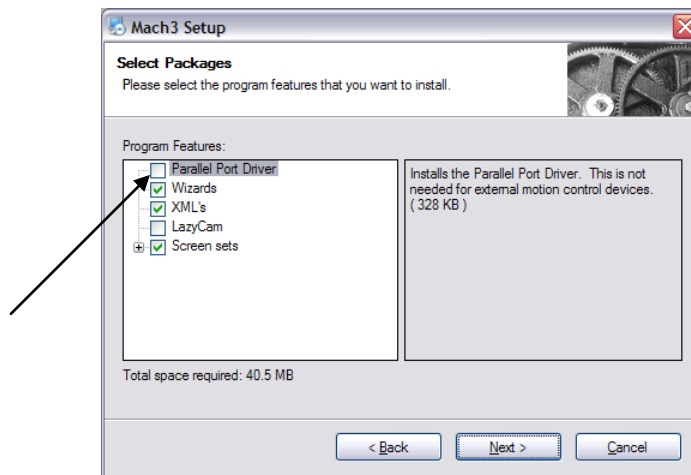 Mach3 Setup
Select Packages
Please select the program features that you want to install.
Program Features:
Parallel Port Driver
Wizards
XML's
LazyCam
Screen sets
Installs the Parallel Port Driver. This is not
needed for external motion control devices.
( 328 KB )
Total space required: 40.5 MB
< Back
Next >
Cancel